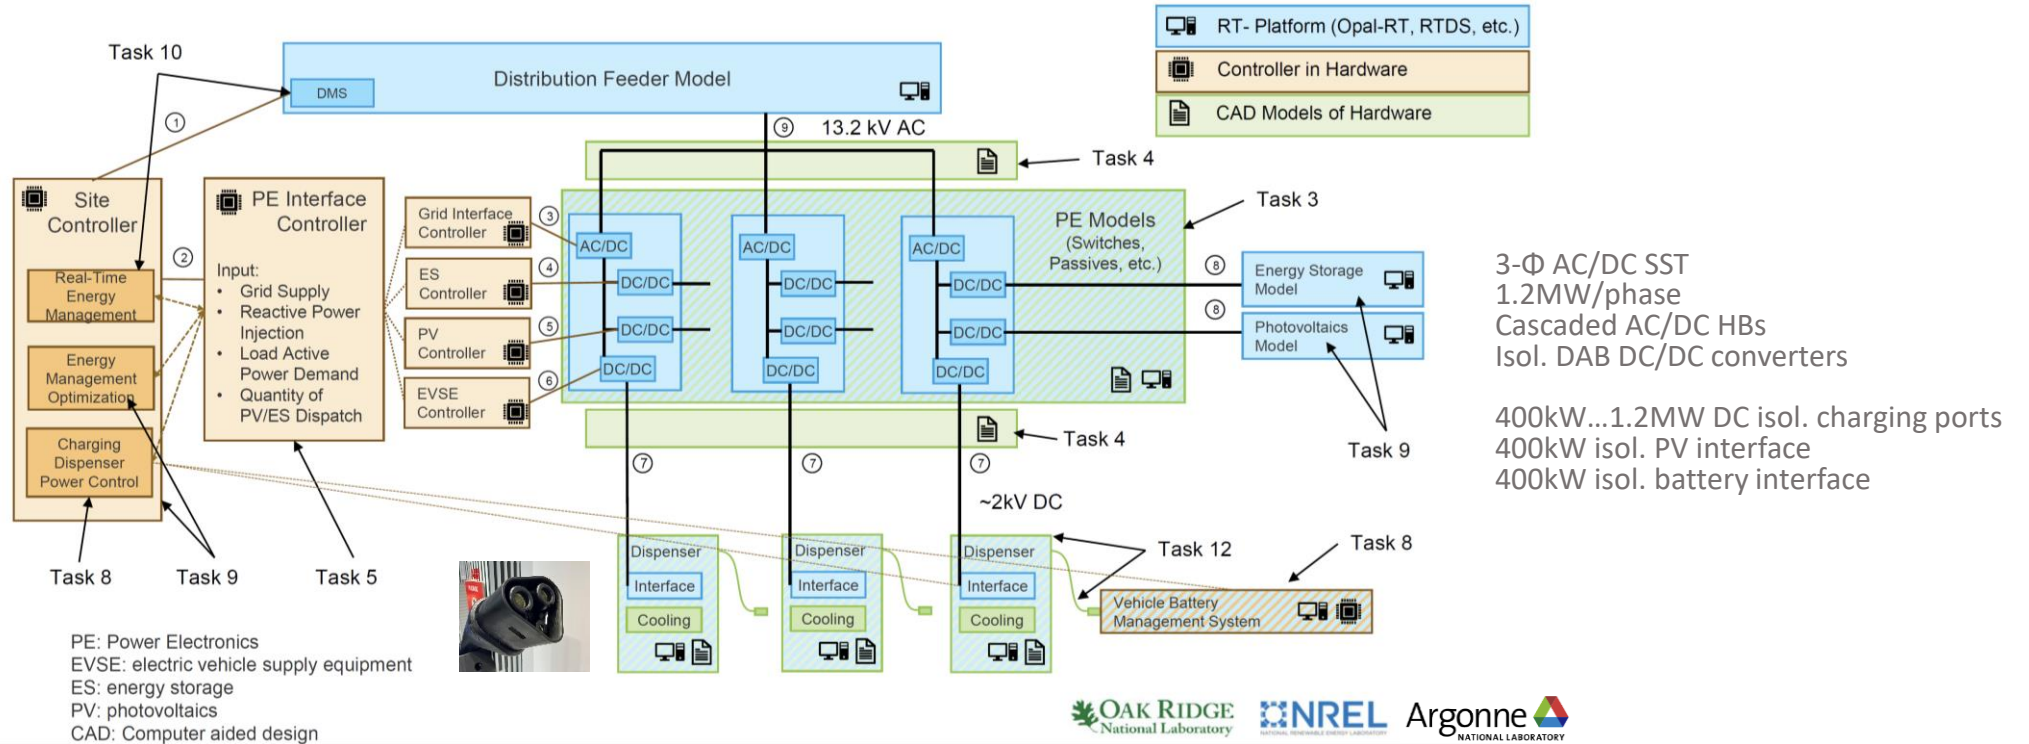 RT- Platform (Opal-RT, RTDS, etc.)
Controller in Hardware
CAD Models of Hardware
Task 10
Distribution Feeder Model
DMS
1
9
13.2 kV AC
Task 4
Site
Controller
Real-Time
Energy
Management
Energy
Management
Optimization
Charging
Dispenser
Power Control
2
PE Interface
Controller
Input:
• Grid Supply
• Reactive Power
Injection
• Load Active
Power Demand
• Quantity of
PV/ES Dispatch
Grid Interface
Controller
3
ES
Controller
4
PV
Controller
5
EVSE
Controller
6
AC/DC
DC/DC
DC/DC
DC/DC
AC/DC
DC/DC
DC/DC
DC/DC
AC/DC
DC/DC
DC/DC
DC/DC
PE Models
(Switches,
Passives, etc.)
Task 3
8
Energy Storage
Model
8
Photovoltaics
Model
Task 9
Task 4
7
7
7
~2kV DC
3-Φ AC/DC SST
1.2MW/phase
Cascaded AC/DC HBs
Isol. DAB DC/DC converters
400kW...1.2MW DC isol. charging ports
400kW isol. PV interface
400kW isol. battery interface
Task 8
Task 9
Task 5
Dispenser
Interface
Cooling
Dispenser
Interface
Cooling
Dispenser
Interface
Cooling
Task 12
Task 8
Vehicle Battery
Management System
PE: Power Electronics
EVSE: electric vehicle supply equipment
ES: energy storage
PV: photovoltaics
CAD: Computer aided design
OAK RIDGE
National Laboratory
NREL
NATIONAL RENEWABLE ENERGY LABORATORY
Argonne
NATIONAL LABORATORY